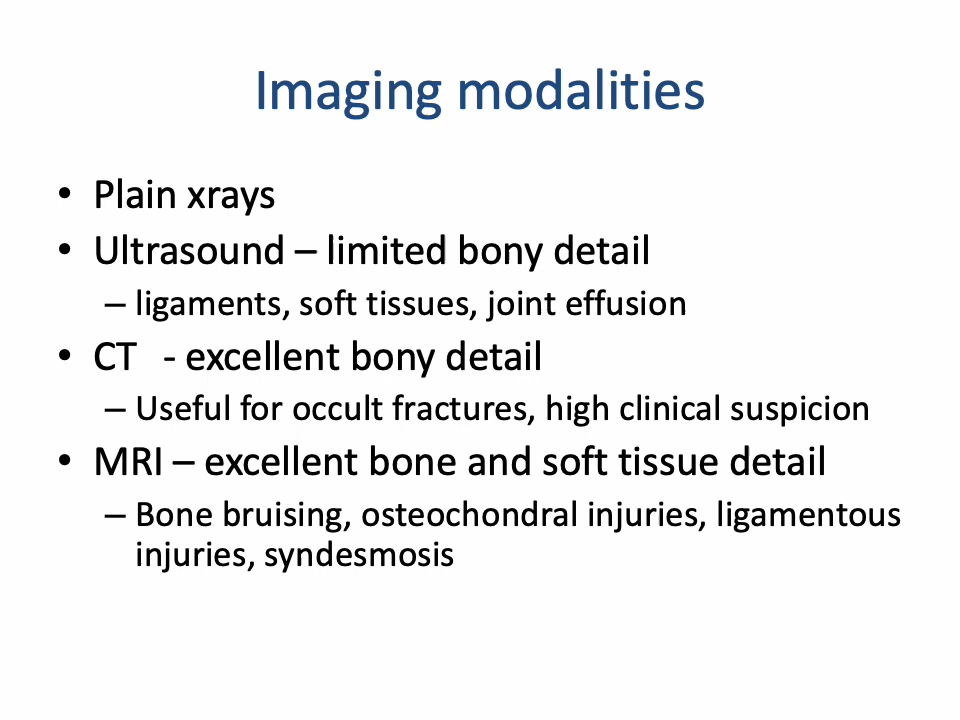 Imaging modalities
• Plain xrays
• Ultrasound – limited bony detail
– ligaments, soft tissues, joint effusion
• CT - excellent bony detail
– Useful for occult fractures, high clinical suspicion
• MRI – excellent bone and soft tissue detail
– Bone bruising, osteochondral injuries, ligamentous
injuries, syndesmosis